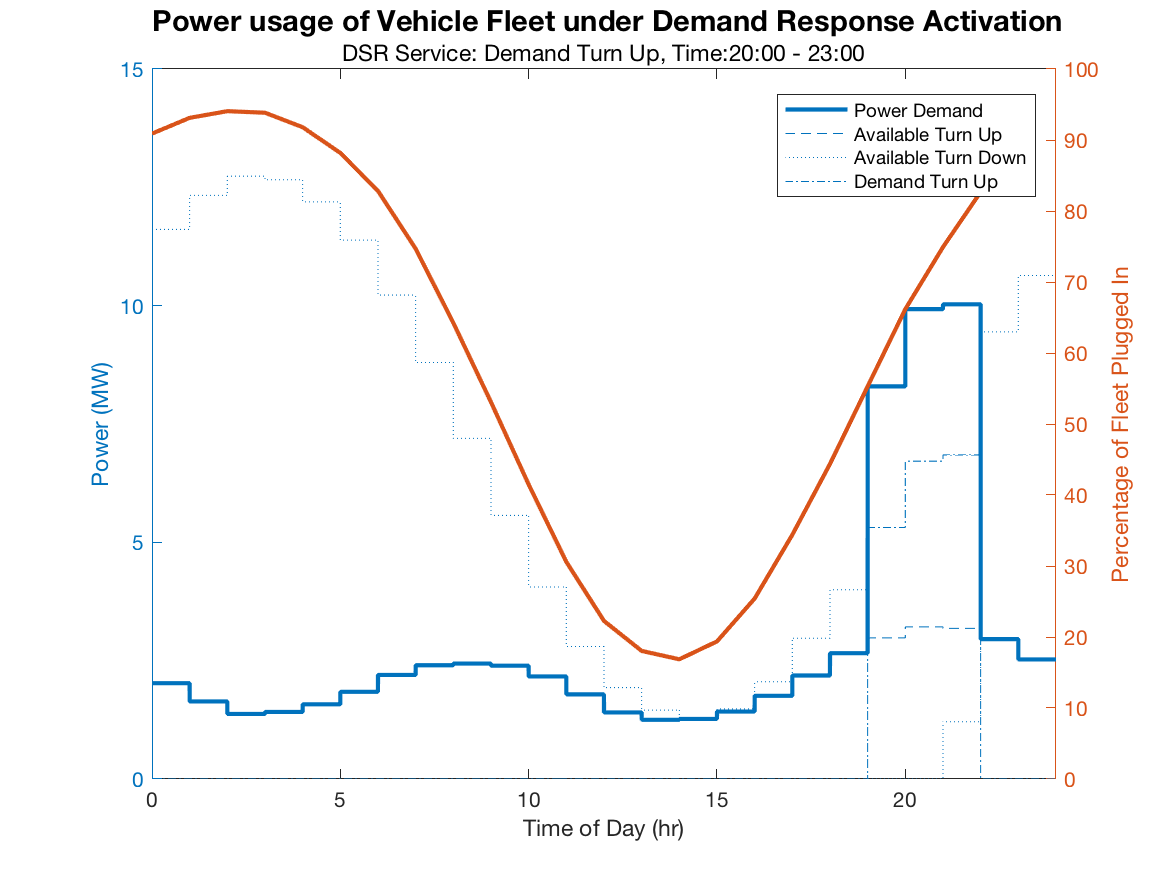 Power usage of Vehicle Fleet under Demand Response Activation
DSR Service: Demand Turn Up, Time:20:00 - 23:00
15
10
5
0
Power (MW)
100
90
80
70
60
50
40
30
20
10
0
Percentage of Fleet Plugged In
Power Demand
Available Turn Up
Available Turn Down
Demand Turn Up
0 5 10 15 20
Time of Day (hr)